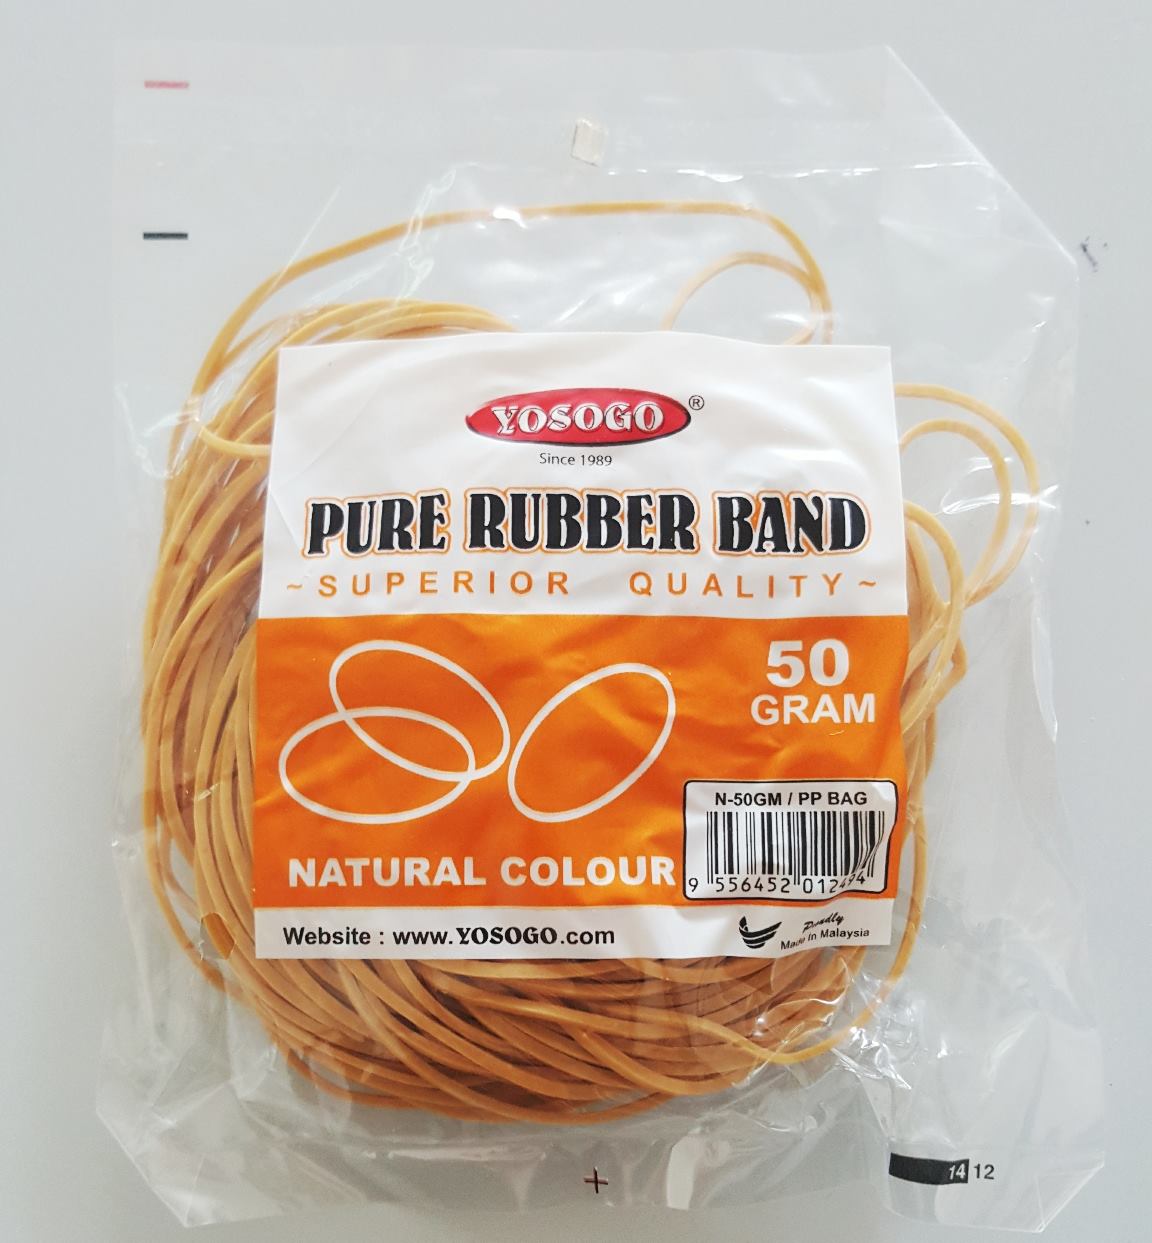 YOSOGO ®
Since 1989
PURE RUBBER BAND
~SUPERIOR QUALITY~
50
GRAM
N-50GM / PP BAG
9 556452 012494
NATURAL COLOUR
Website : www.YOSOGO.com
Proudly
Made In Malaysia
14 12